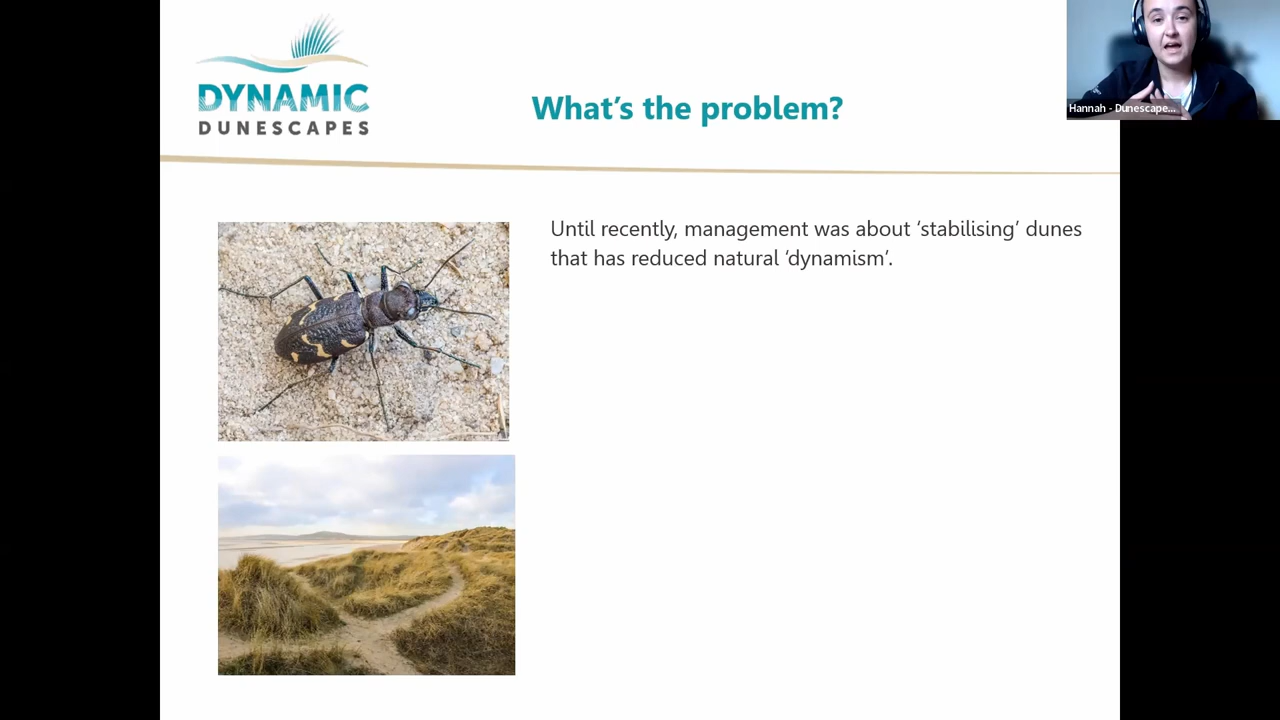 DYNAMIC
DUNESCAPES
What's the problem?
Hannah - Dunescape...
Until recently, management was about ‘stabilising’ dunes
that has reduced natural ‘dynamism’.